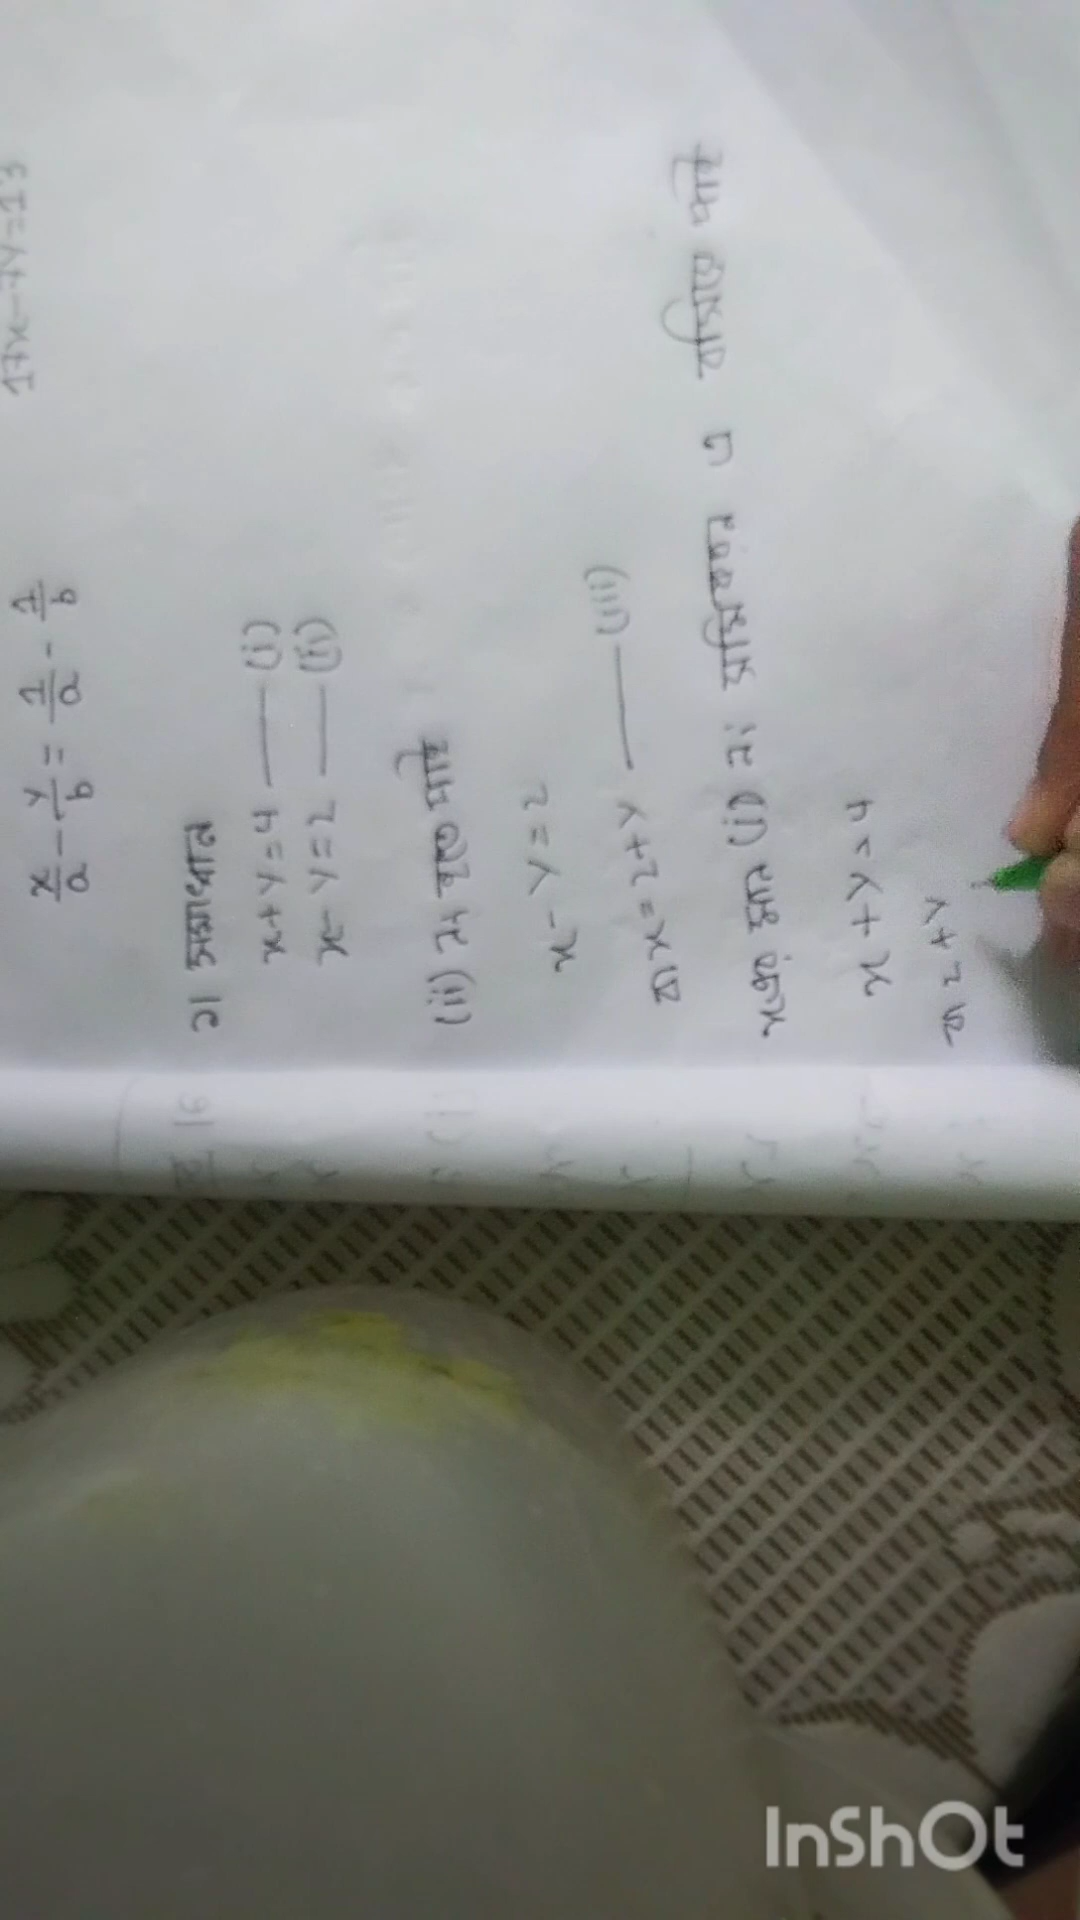 17x-7y=13
x/a - y/b = 1/a - 1/b
২। সমাধান
x+y=4 —— (i)
x-y=2 —— (ii)
(ii) নং হতে পাই
x - y = 2
বা x = 2+y —— (iii)
x এর মান (i) নং সমীকরণে বসিয়ে পাই
x + y = 4
বা 2 + y
InShOt